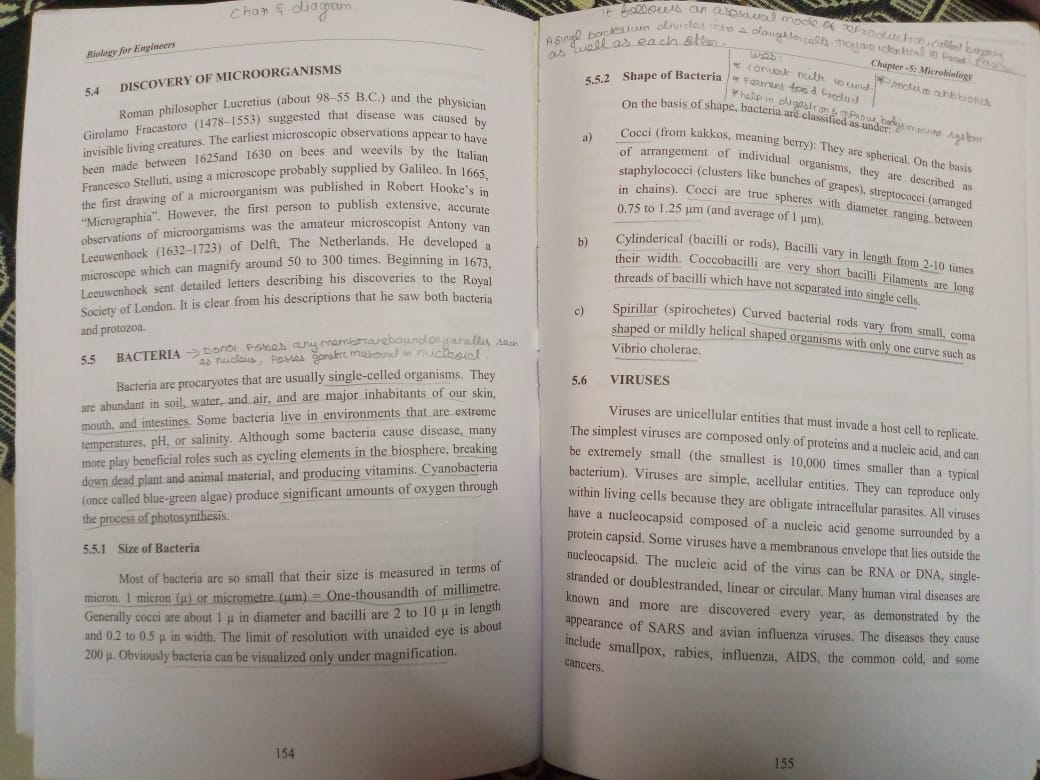 Char & diagram.
Biology for Engineers
5.4 DISCOVERY OF MICROORGANISMS
Roman philosopher Lucretius (about 98–55 B.C.) and the physician
Girolamo Fracastoro (1478–1553) suggested that disease was caused by
invisible living creatures. The earliest microscopic observations appear to have
been made between 1625and 1630 on bees and weevils by the Italian
Francesco Stelluti, using a microscope probably supplied by Galileo. In 1665,
the first drawing of a microorganism was published in Robert Hooke's in
"Micrographia". However, the first person to publish extensive, accurate
observations of microorganisms was the amateur microscopist Antony van
Leeuwenhoek (1632–1723) of Delft, The Netherlands. He developed a
microscope which can magnify around 50 to 300 times. Beginning in 1673,
Leeuwenhoek sent detailed letters describing his discoveries to the Royal
Society of London. It is clear from his descriptions that he saw both bacteria
and protozoa.
5.5 BACTERIA → Donot Posses any membrane bound organelles such
as nucleus, Posses genetic material in nucleoid.
Bacteria are procaryotes that are usually single-celled organisms. They
are abundant in soil, water, and air, and are major inhabitants of our skin,
mouth, and intestines. Some bacteria live in environments that are extreme
temperatures, pH, or salinity. Although some bacteria cause disease, many
more play beneficial roles such as cycling elements in the biosphere, breaking
down dead plant and animal material, and producing vitamins. Cyanobacteria
(once called blue-green algae) produce significant amounts of oxygen through
the process of photosynthesis.
5.5.1 Size of Bacteria
Most of bacteria are so small that their size is measured in terms of
micron. 1 micron (µ) or micrometre (µm) = One-thousandth of millimetre.
Generally cocci are about 1 µ in diameter and bacilli are 2 to 10 µ in length
and 0.2 to 0.5 µ in width. The limit of resolution with unaided eye is about
200 µ. Obviously bacteria can be visualized only under magnification.
154
It follows an asexual mode of reproduction, called binary
A singl bacterium divides into 2 daughter cells. they are identical to
as well as each other.
Chapter -5: Microbiology
5.5.2 Shape of Bacteria
uses:
* convert milk to curd.
* Ferment food product
* help in digestion & improve body immune system
* Produce antibiotics
On the basis of shape, bacteria are classified as under:
a) Cocci (from kakkos, meaning berry): They are spherical. On the basis
of arrangement of individual organisms, they are described as
staphylococci (clusters like bunches of grapes), streptococci (arranged
in chains). Cocci are true spheres with diameter ranging between
0.75 to 1.25 µm (and average of 1 µm).
b) Cylinderical (bacilli or rods), Bacilli vary in length from 2-10 times
their width. Coccobacilli are very short bacilli Filaments are long
threads of bacilli which have not separated into single cells.
c) Spirillar (spirochetes) Curved bacterial rods vary from small, coma
shaped or mildly helical shaped organisms with only one curve such as
Vibrio cholerae.
5.6 VIRUSES
Viruses are unicellular entities that must invade a host cell to replicate.
The simplest viruses are composed only of proteins and a nucleic acid, and can
be extremely small (the smallest is 10,000 times smaller than a typical
bacterium). Viruses are simple, acellular entities. They can reproduce only
within living cells because they are obligate intracellular parasites. All viruses
have a nucleocapsid composed of a nucleic acid genome surrounded by a
protein capsid. Some viruses have a membranous envelope that lies outside the
nucleocapsid. The nucleic acid of the virus can be RNA or DNA, single-
stranded or doublestranded, linear or circular. Many human viral diseases are
known and more are discovered every year, as demonstrated by the
appearance of SARS and avian influenza viruses. The diseases they cause
include smallpox, rabies, influenza, AIDS, the common cold, and some
cancers.
155